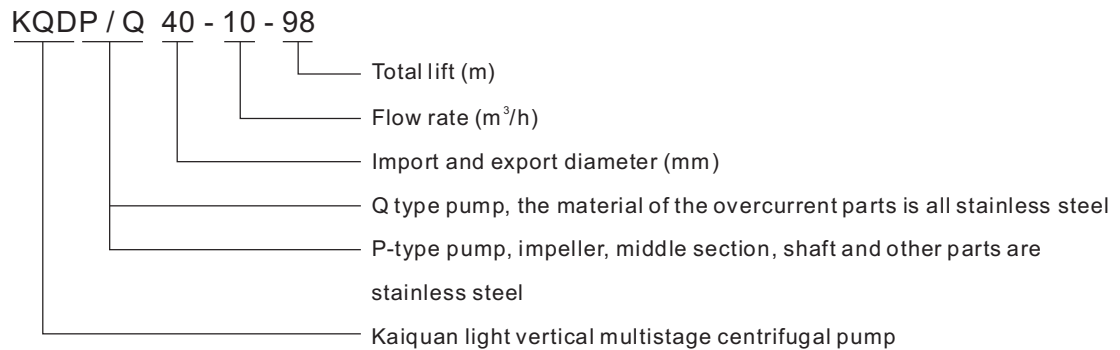 KQDP / Q 40 - 10 - 98
Total lift (m)
Flow rate (m³/h)
Import and export diameter (mm)
Q type pump, the material of the overcurrent parts is all stainless steel
P-type pump, impeller, middle section, shaft and other parts are
stainless steel
Kaiquan light vertical multistage centrifugal pump